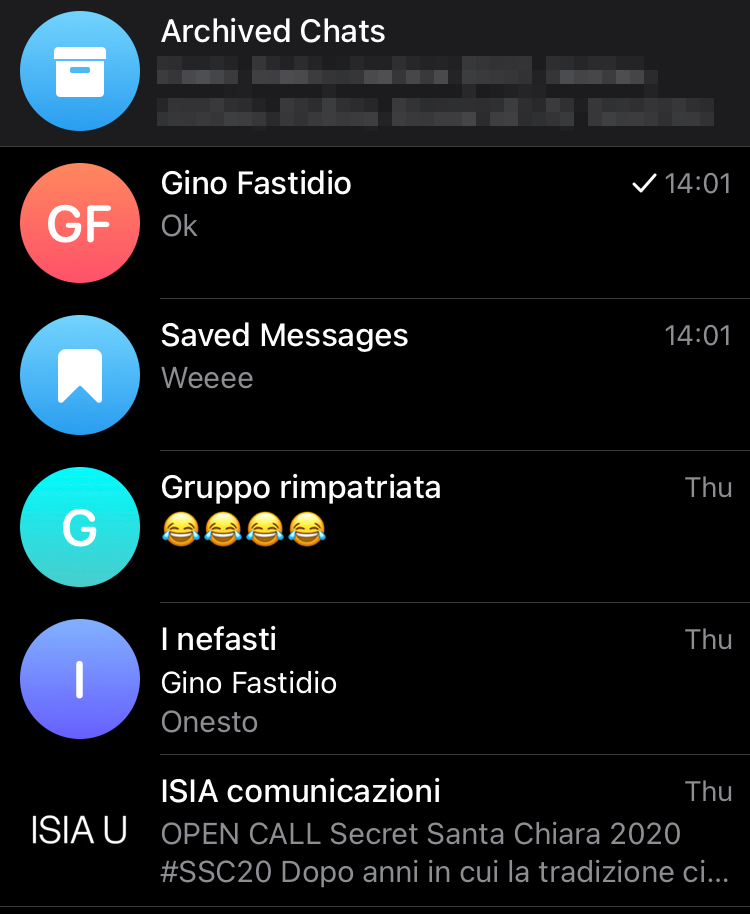 Archived Chats
GF
Gino Fastidio
14:01
Ok
Saved Messages
14:01
Weeee
G
Gruppo rimpatriata
Thu
😂😂😂😂
I
I nefasti
Thu
Gino Fastidio
Onesto
ISIA U
ISIA comunicazioni
Thu
OPEN CALL Secret Santa Chiara 2020
#SSC20 Dopo anni in cui la tradizione ci...